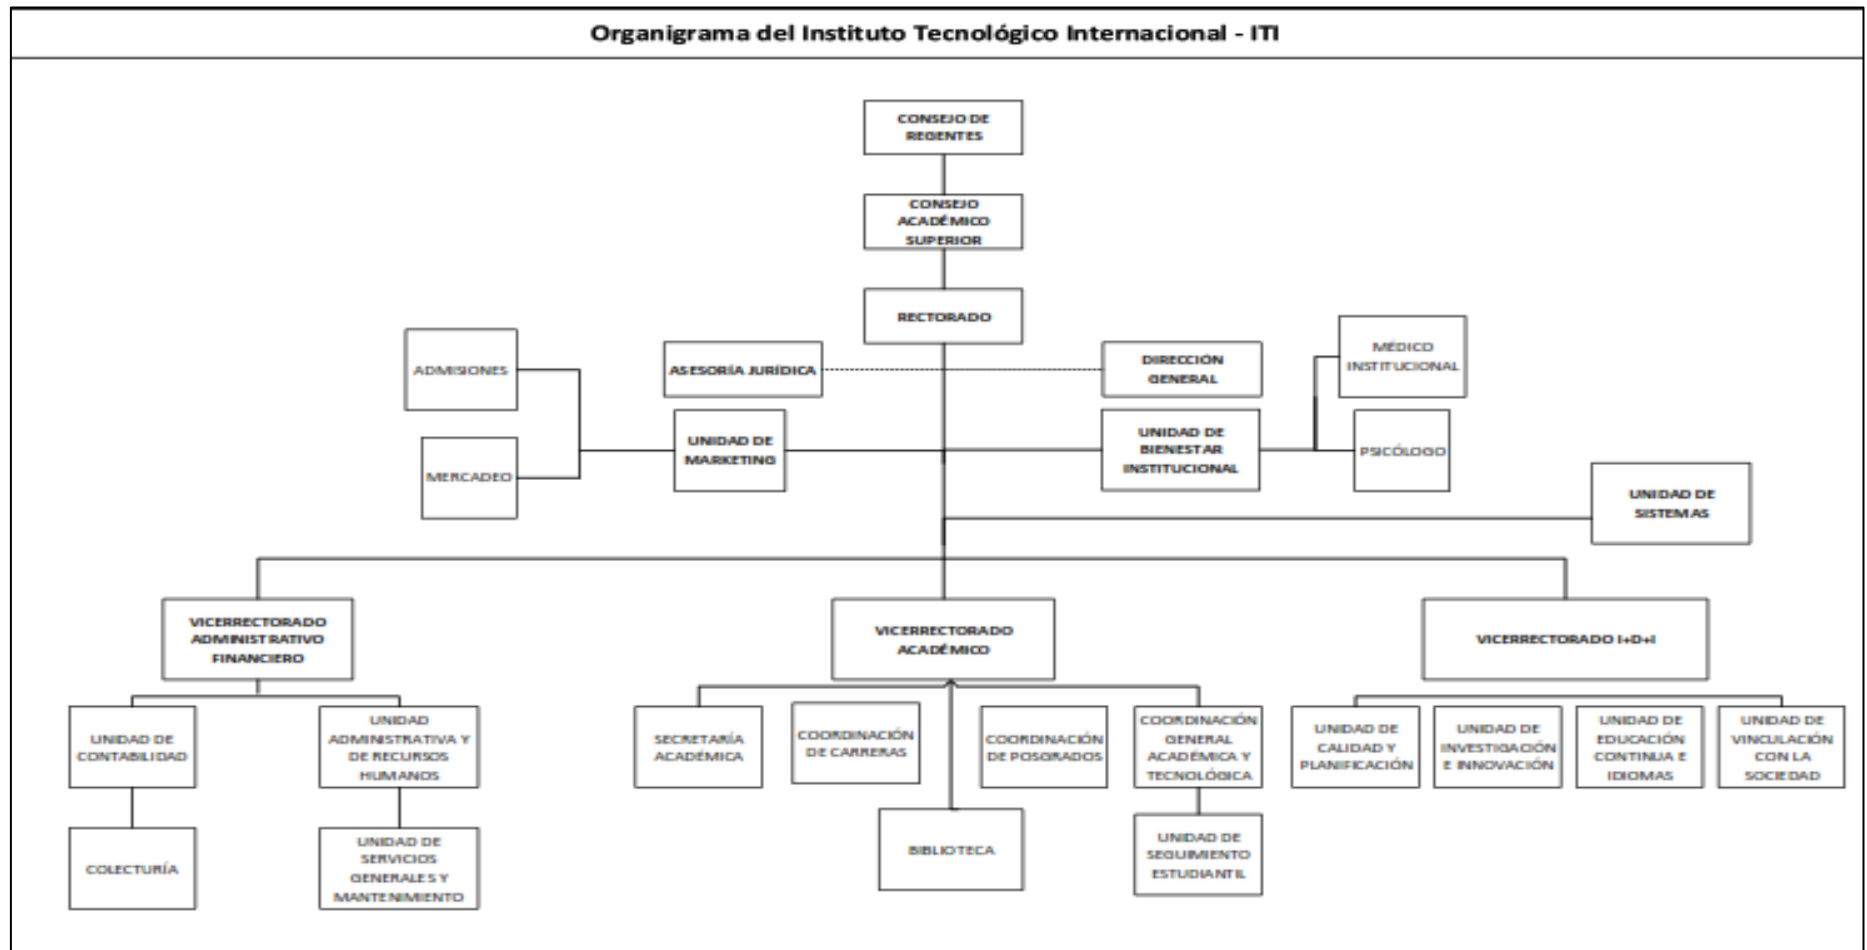 Organigrama del Instituto Tecnológico Internacional - ITI
CONSEJO DE
REGENTES
CONSEJO
ACADÉMICO
SUPERIOR
RECTORADO
ADMISIONES
ASESORÍA JURÍDICA
DIRECCIÓN
GENERAL
MÉDICO
INSTITUCIONAL
MERCADEO
UNIDAD DE
MARKETING
UNIDAD DE
BIENESTAR
INSTITUCIONAL
PSICÓLOGO
UNIDAD DE
SISTEMAS
VICERRECTORADO
ADMINISTRATIVO
FINANCIERO
VICERRECTORADO
ACADÉMICO
VICERRECTORADO I+D+I
UNIDAD DE
CONTABILIDAD
UNIDAD
ADMINISTRATIVA Y
DE RECURSOS
HUMANOS
SECRETARÍA
ACADÉMICA
COORDINACIÓN
DE CARRERAS
COORDINACIÓN
DE POSGRADOS
COORDINACIÓN
GENERAL
ACADÉMICA Y
TECNOLÓGICA
UNIDAD DE
CALIDAD Y
PLANIFICACIÓN
UNIDAD DE
INVESTIGACIÓN
E INNOVACIÓN
UNIDAD DE
EDUCACIÓN
CONTINUA E
IDIOMAS
UNIDAD DE
VINCULACIÓN
CON LA
SOCIEDAD
COLECTURÍA
UNIDAD DE
SERVICIOS
GENERALES Y
MANTENIMIENTO
BIBLIOTECA
UNIDAD DE
SEGUIMIENTO
ESTUDIANTIL